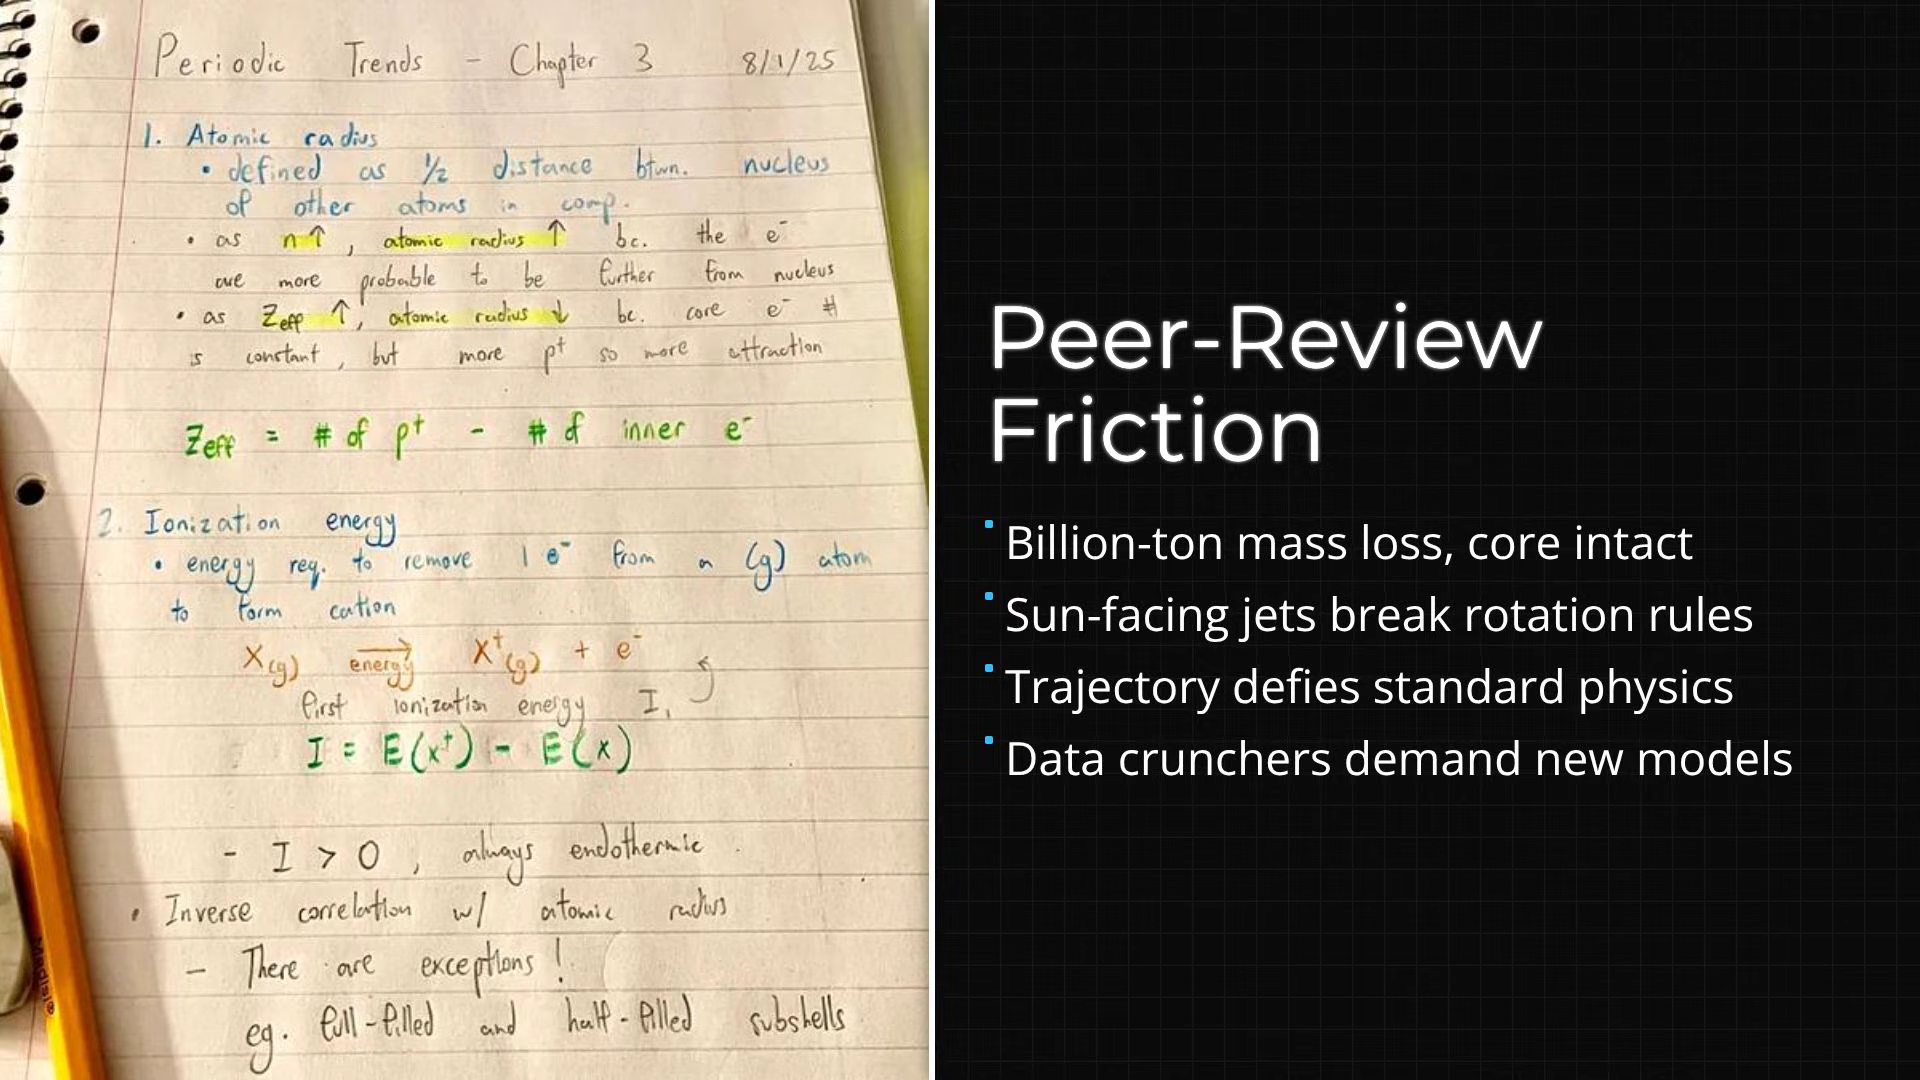 Periodic Trends - Chapter 3 8/1/25
1. Atomic radius
• defined as 1/2 distance btwn. nucleus
of other atoms in comp.
• as n ↑, atomic radius ↑ bc. the e⁻
are more probable to be further from nucleus
• as Zeff ↑, atomic radius ↓ bc. core e⁻ #
is constant, but more p⁺ so more attraction
Zeff = # of p⁺ - # of inner e⁻
2. Ionization energy
• energy req. to remove 1 e⁻ from a (g) atom
to form cation
X(g) → energy X⁺(g) + e⁻
first ionization energy I₁
I = E(x⁺) - E(x)
- I > 0, always endothermic.
• Inverse correlation w/ atomic radius
- There are exceptions!
eg. full-filled and half-filled subshells
Peer-Review
Friction
Billion-ton mass loss, core intact
Sun-facing jets break rotation rules
Trajectory defies standard physics
Data crunchers demand new models